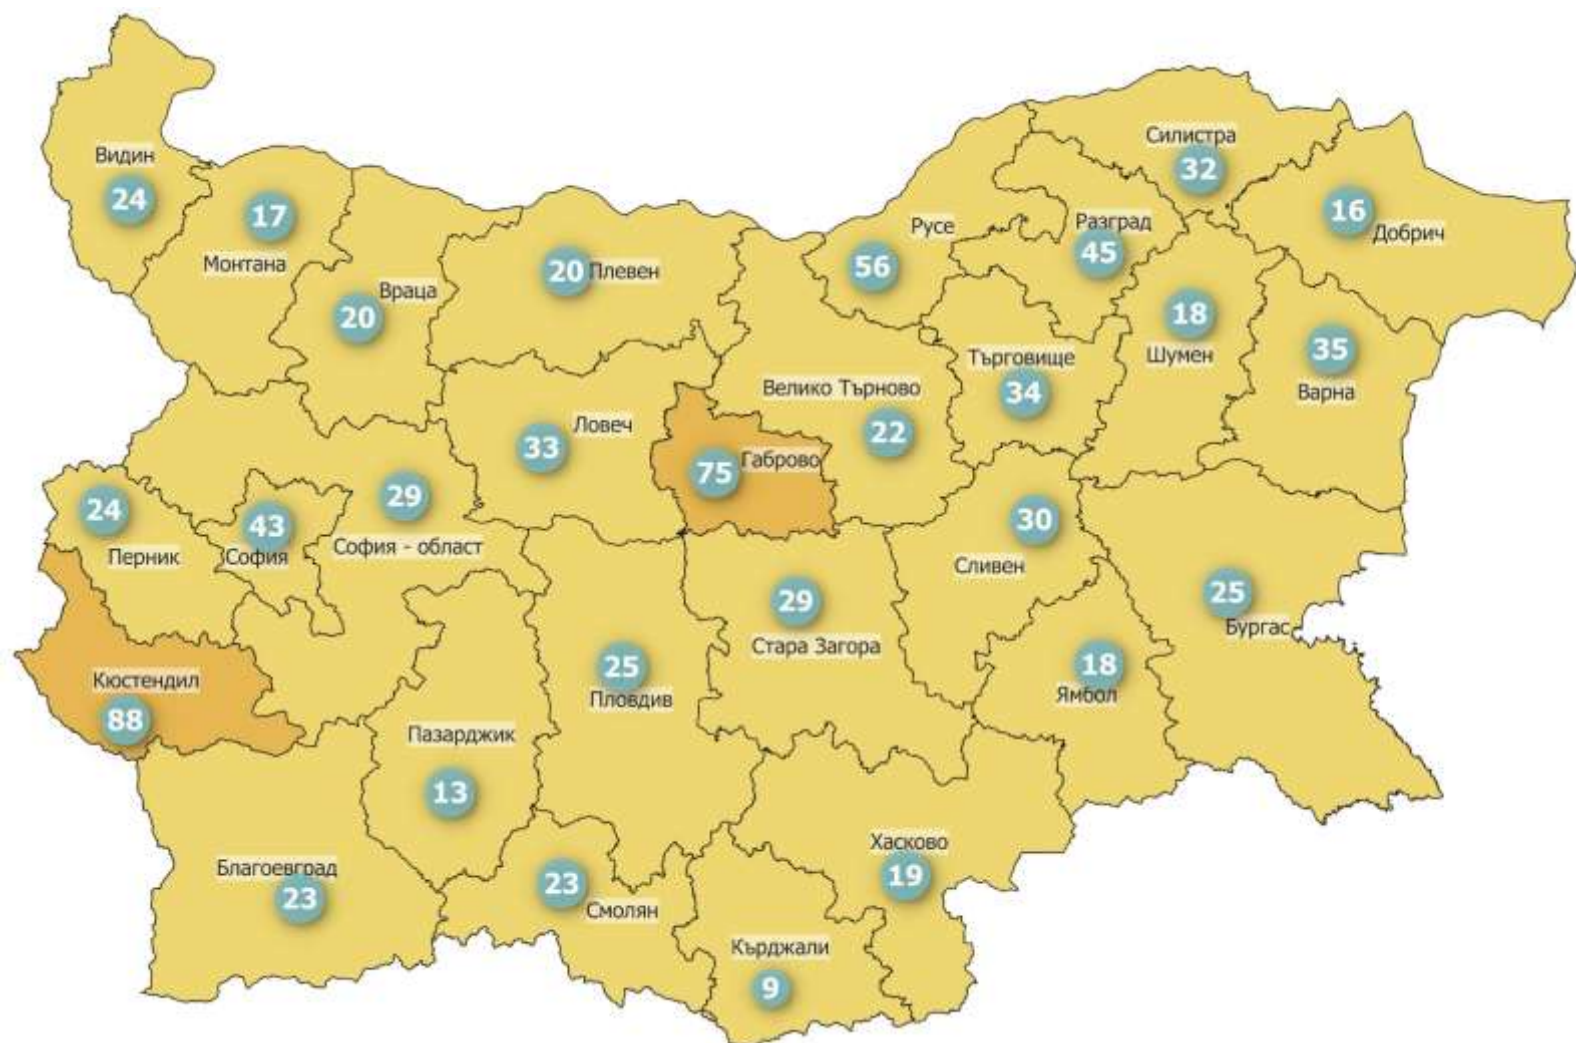 Силистра
32
Видин
24
16
Добрич
17
Монтана
Русе
56
Разград
45
20
Плевен
Враца
20
18
Шумен
35
Варна
Търговище
34
Велико Търново
22
Ловеч
33
Габрово
75
29
София - област
24
Перник
43
София
30
Сливен
29
Стара Загора
25
Бургас
18
Ямбол
25
Пловдив
Кюстендил
88
Пазарджик
13
Хасково
19
Благоевград
23
23
Смолян
Кърджали
9